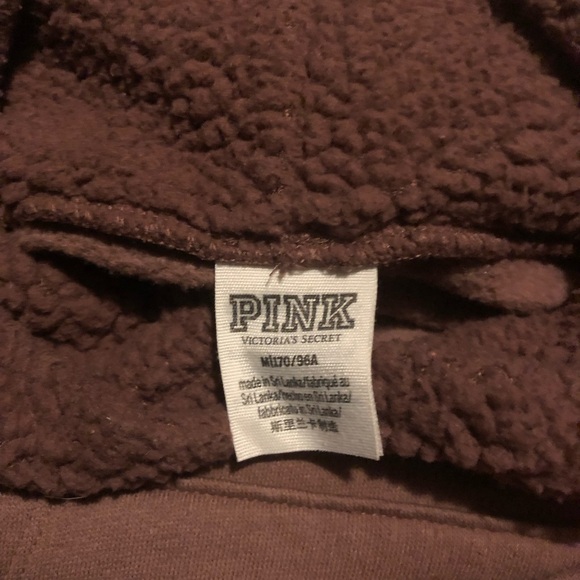 PINK
VICTORIA'S SECRET
M|170/96A
made in Sri Lanka/fabriqué au
Sri Lanka/hecho en Sri Lanka/
fabbricato in Sri Lanka/
斯里兰卡制造